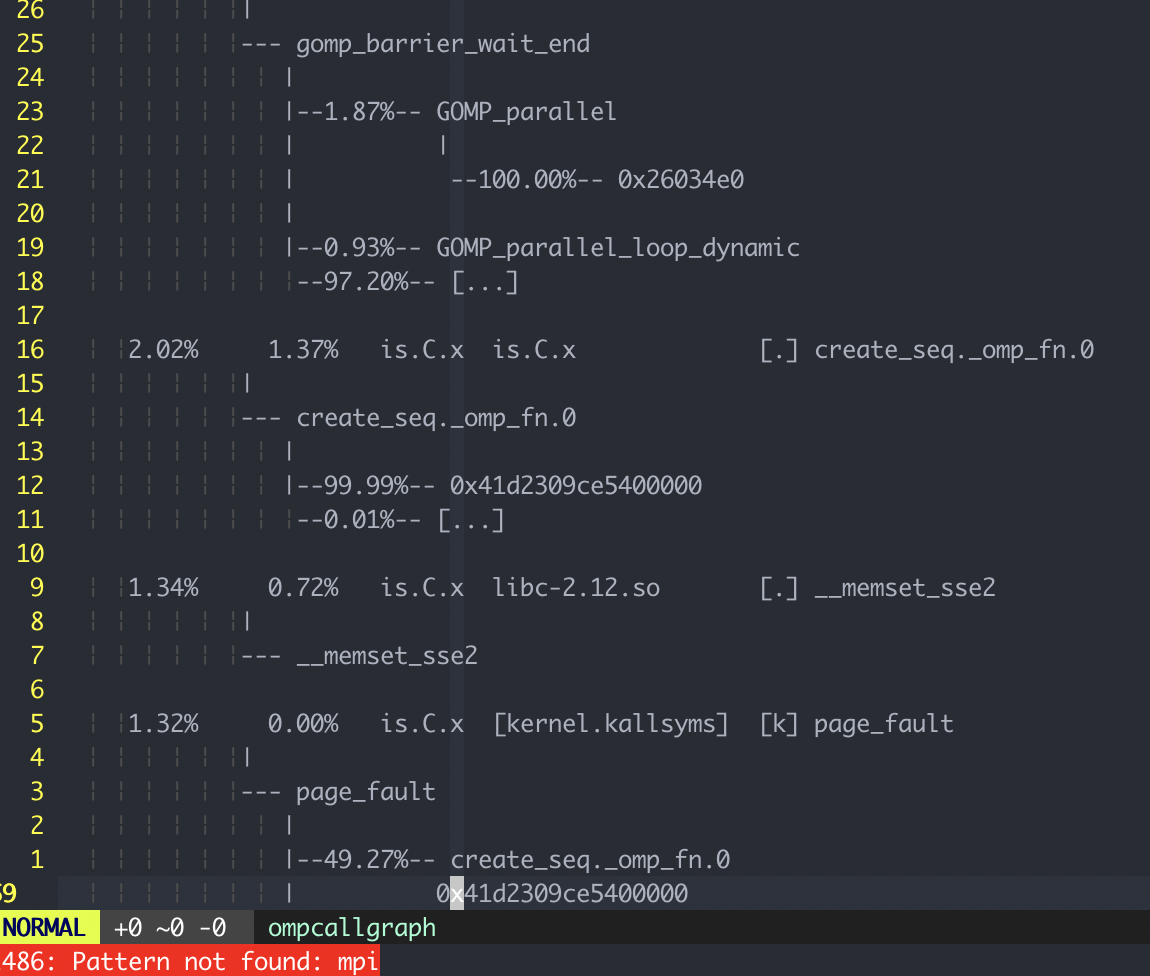 26 |
25 --- gomp_barrier_wait_end
24 |
23 |--1.87%-- GOMP_parallel
22 | |
21 | --100.00%-- 0x26034e0
20 |
19 |--0.93%-- GOMP_parallel_loop_dynamic
18 --97.20%-- [...]
17
16 2.02% 1.37% is.C.x is.C.x [.] create_seq._omp_fn.0
15 |
14 --- create_seq._omp_fn.0
13 |
12 |--99.99%-- 0x41d2309ce5400000
11 --0.01%-- [...]
10
9 1.34% 0.72% is.C.x libc-2.12.so [.] __memset_sse2
8 |
7 --- __memset_sse2
6
5 1.32% 0.00% is.C.x [kernel.kallsyms] [k] page_fault
4 |
3 --- page_fault
2 |
1 |--49.27%-- create_seq._omp_fn.0
59 | 0x41d2309ce5400000
NORMAL +0 ~0 -0 ompcallgraph
486: Pattern not found: mpi